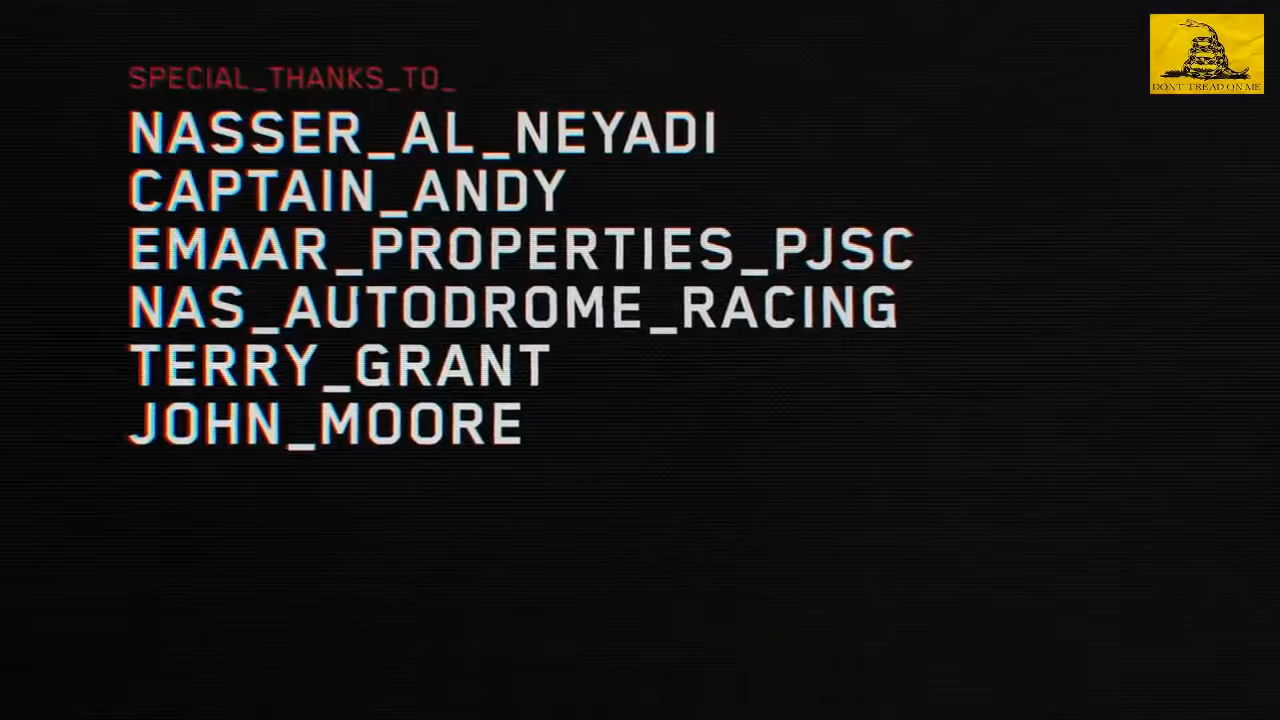 SPECIAL_THANKS_TO_
NASSER_AL_NEYADI
CAPTAIN_ANDY
EMAAR_PROPERTIES_PJSC
NAS_AUTODROME_RACING
TERRY_GRANT
JOHN_MOORE
DONT TREAD ON ME